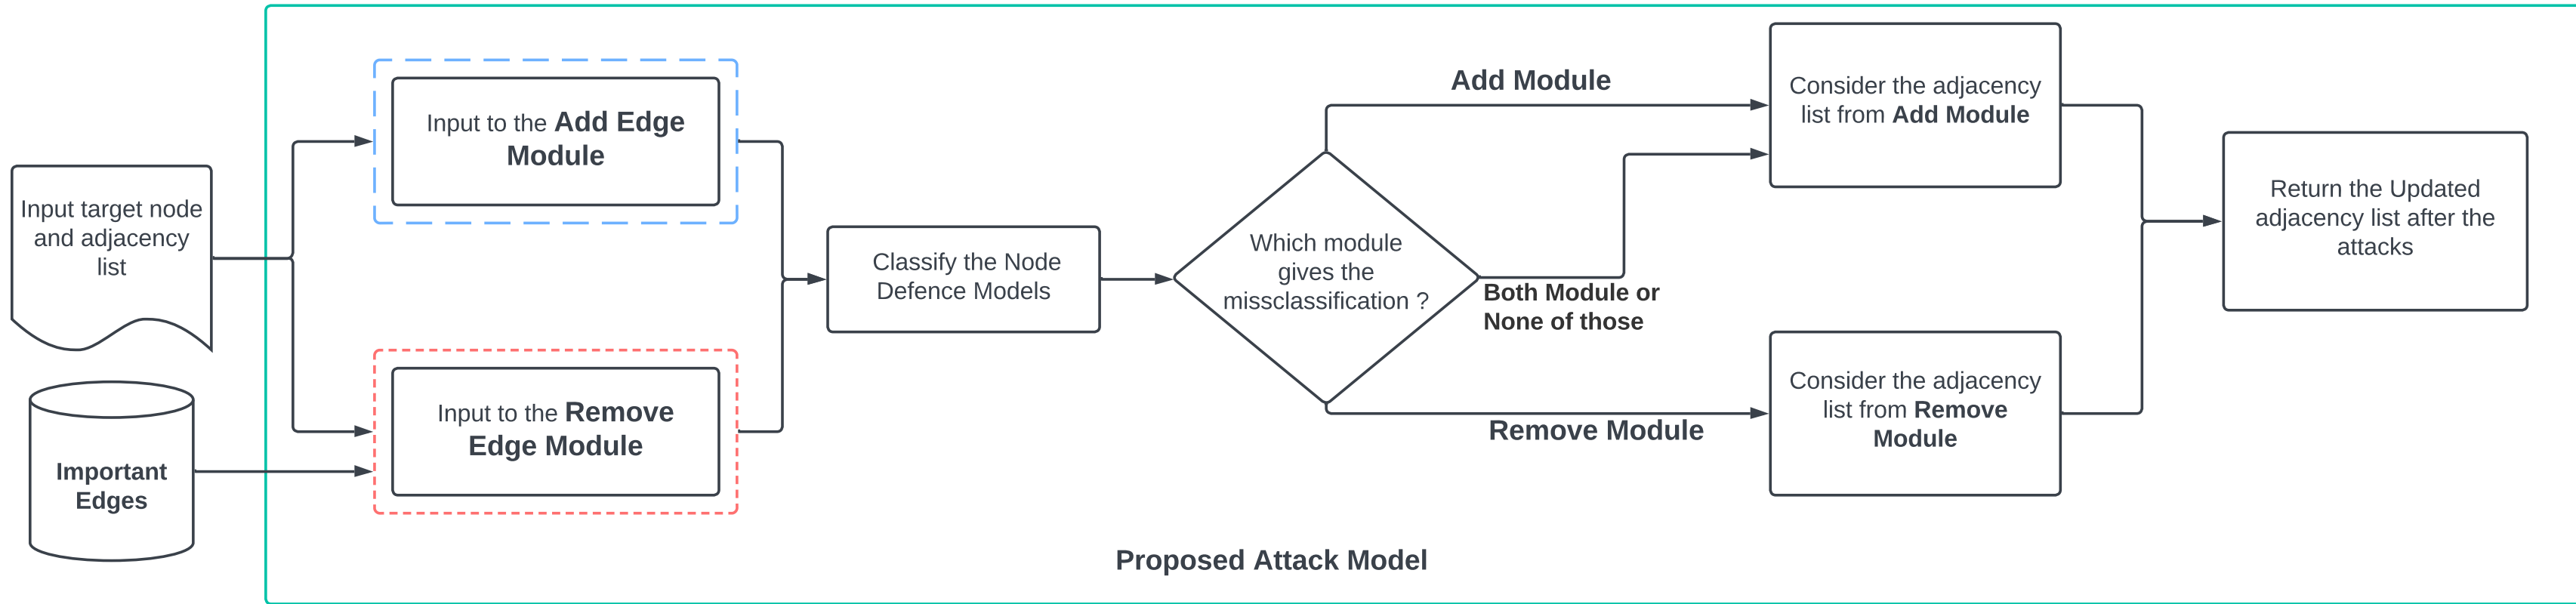 Input target node
and adjacency
list
Important
Edges
Input to the Add Edge
Module
Input to the Remove
Edge Module
Classify the Node
Defence Models
Which module
gives the
missclassification ?
Add Module
Both Module or
None of those
Remove Module
Consider the adjacency
list from Add Module
Consider the adjacency
list from Remove
Module
Return the Updated
adjacency list after the
attacks
Proposed Attack Model